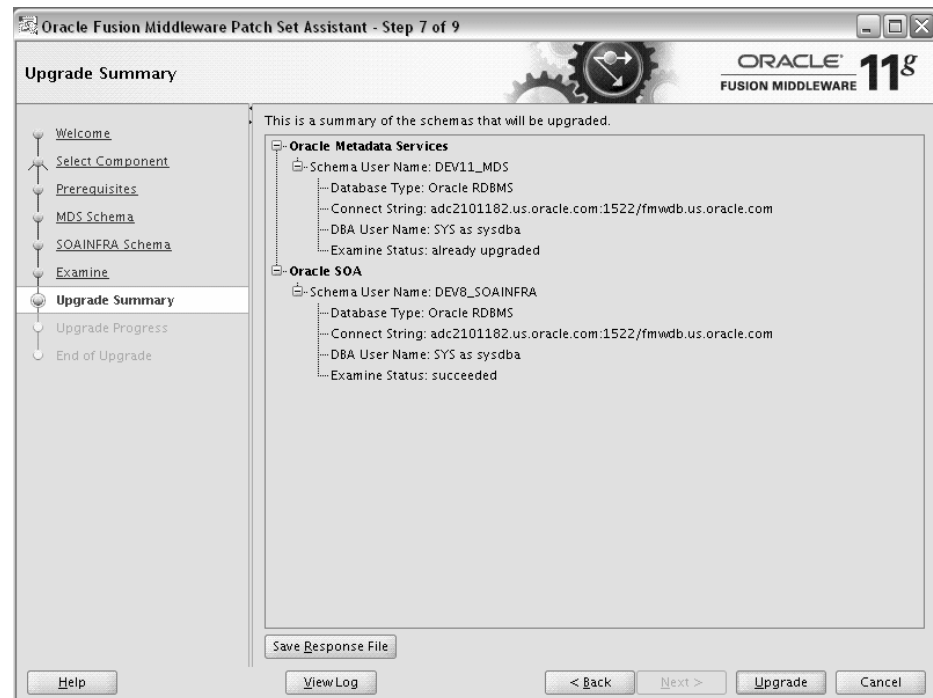 Oracle Fusion Middleware Patch Set Assistant - Step 7 of 9
Upgrade Summary
ORACLE
FUSION MIDDLEWARE
11g
Welcome
Select Component
Prerequisites
MDS Schema
SOAINFRA Schema
Examine
Upgrade Summary
Upgrade Progress
End of Upgrade
This is a summary of the schemas that will be upgraded.
Oracle Metadata Services
Schema User Name: DEV11_MDS
Database Type: Oracle RDBMS
Connect String: adc2101182.us.oracle.com:1522/fmwdb.us.oracle.com
DBA User Name: SYS as sysdba
Examine Status: already upgraded
Oracle SOA
Schema User Name: DEV8_SOAINFRA
Database Type: Oracle RDBMS
Connect String: adc2101182.us.oracle.com:1522/fmwdb.us.oracle.com
DBA User Name: SYS as sysdba
Examine Status: succeeded
Save Response File
Help
View Log
< Back
Next >
Upgrade
Cancel